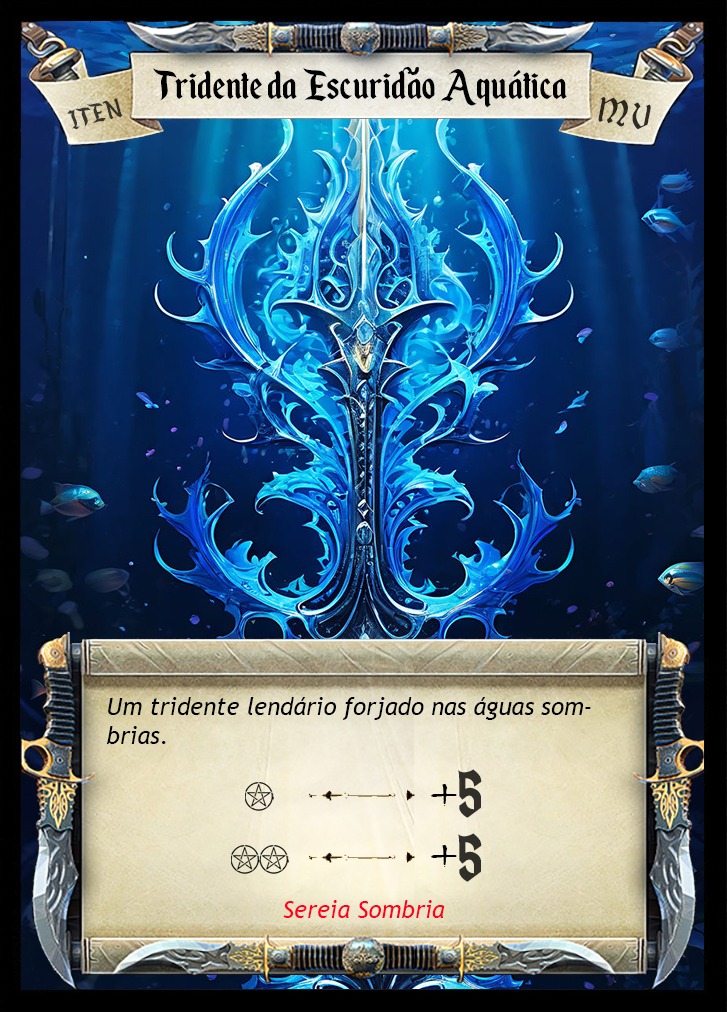 Tridente da Escuridão Aquática
ITEN
MU
Um tridente lendário forjado nas águas som-
brias.
+5
+5
Sereia Sombria